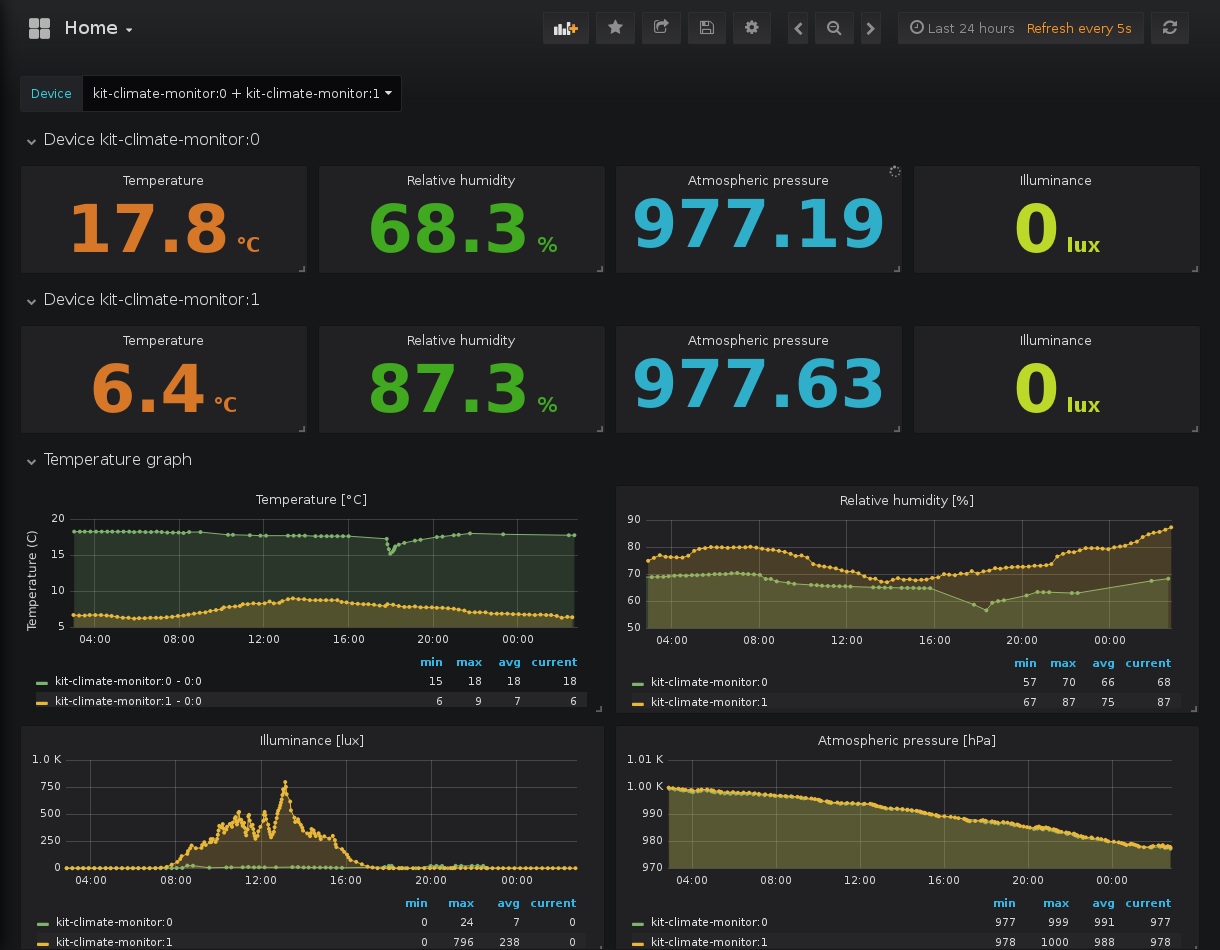 Home
Last 24 hours Refresh every 5s
Device kit-climate-monitor:0 + kit-climate-monitor:1
Device kit-climate-monitor:0
Temperature Relative humidity Atmospheric pressure Illuminance
17.8 °C 68.3 % 977.19 0 lux
Device kit-climate-monitor:1
Temperature Relative humidity Atmospheric pressure Illuminance
6.4 °C 87.3 % 977.63 0 lux
Temperature graph
Temperature [°C]
Temperature (C)
20
15
10
5
04:00 08:00 12:00 16:00 20:00 00:00
min max avg current
kit-climate-monitor:0 - 0:0 15 18 18 18
kit-climate-monitor:1 - 0:0 6 9 7 6
Relative humidity [%]
90
80
70
60
50
04:00 08:00 12:00 16:00 20:00 00:00
min max avg current
kit-climate-monitor:0 57 70 66 68
kit-climate-monitor:1 67 87 75 87
Illuminance [lux]
1.0 K
750
500
250
0
04:00 08:00 12:00 16:00 20:00 00:00
min max avg current
kit-climate-monitor:0 0 24 7 0
kit-climate-monitor:1 0 796 238 0
Atmospheric pressure [hPa]
1.01 K
1.00 K
990
980
970
04:00 08:00 12:00 16:00 20:00 00:00
min max avg current
kit-climate-monitor:0 977 999 991 977
kit-climate-monitor:1 978 1000 988 978